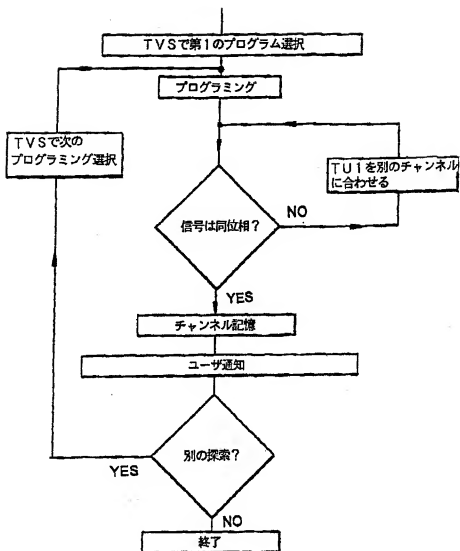 TVSで第1のプログラム選択
プログラミング
TVSで次の
プログラミング選択
TU1を別のチャンネル
に合わせる
信号は同位相?
NO
YES
チャンネル記憶
ユーザ通知
別の探索?
YES
NO
終了